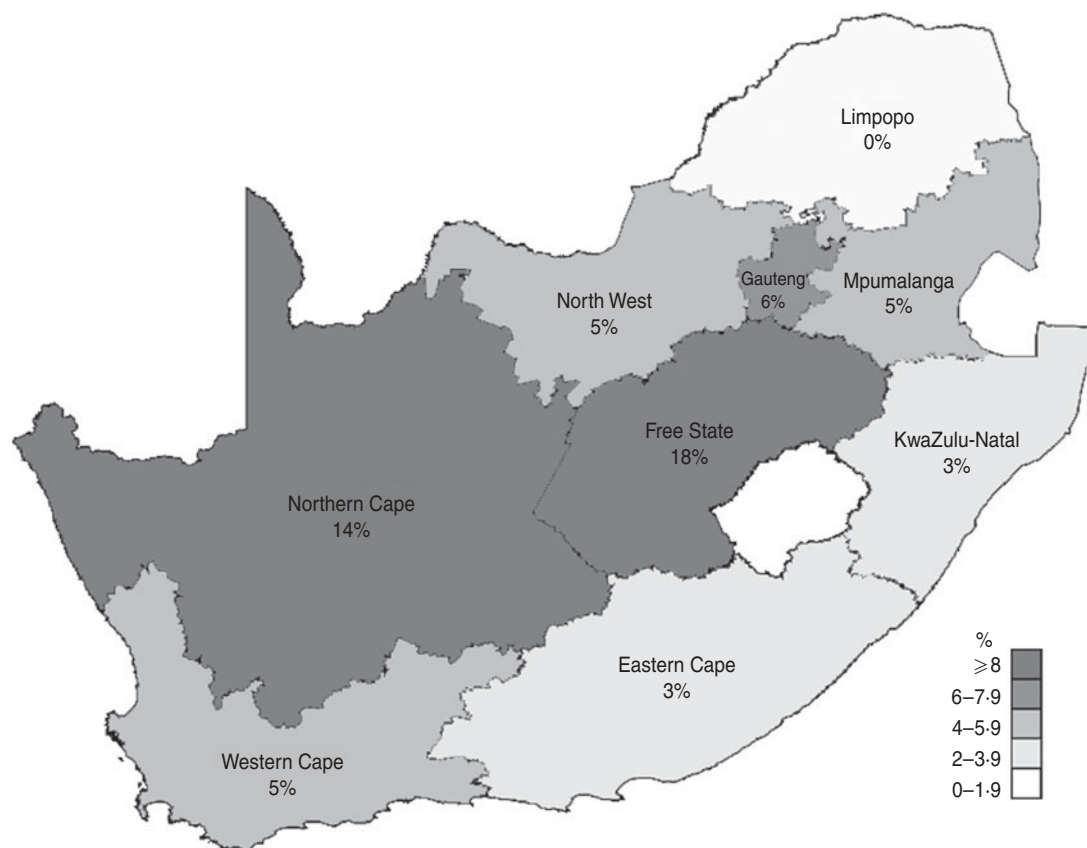 Limpopo
0%
Gauteng
6%
Mpumalanga
5%
North West
5%
Free State
18%
KwaZulu-Natal
3%
Northern Cape
14%
Eastern Cape
3%
Western Cape
5%
%
⩾8
6–7·9
4–5·9
2–3·9
0–1·9